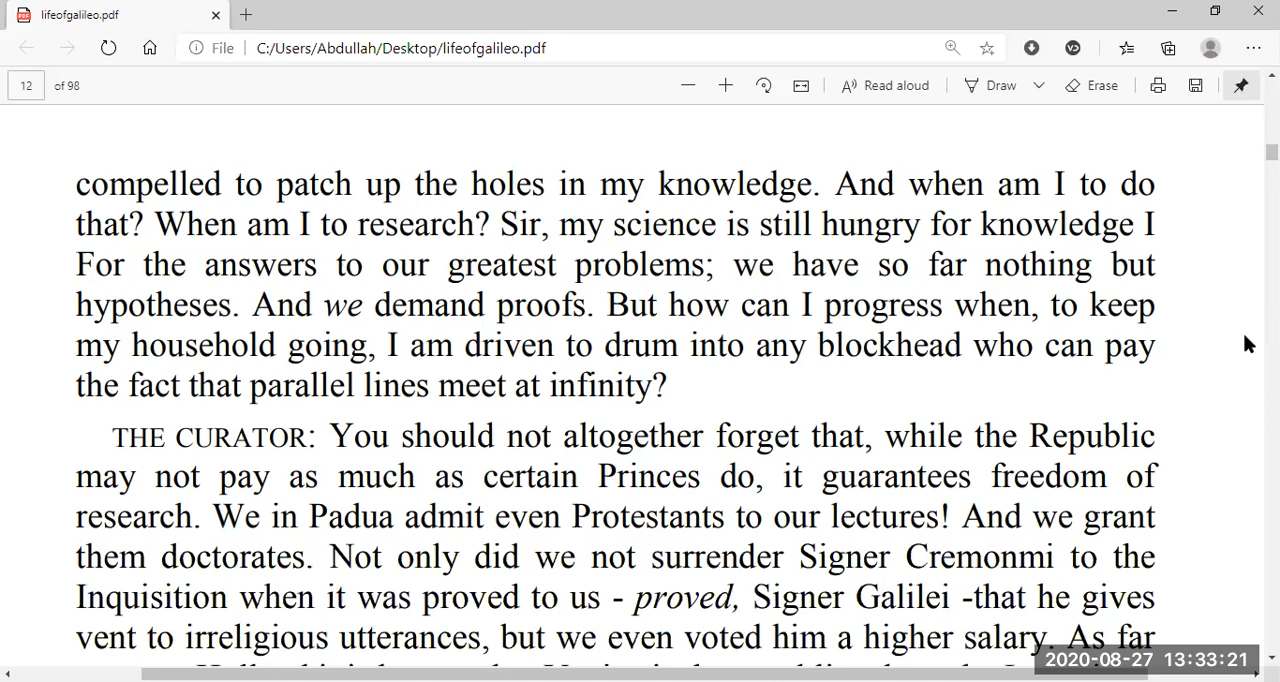 lifeofgalileo.pdf
File C:/Users/Abdullah/Desktop/lifeofgalileo.pdf
12 of 98 Read aloud Draw Erase
compelled to patch up the holes in my knowledge. And when am I to do
that? When am I to research? Sir, my science is still hungry for knowledge I
For the answers to our greatest problems; we have so far nothing but
hypotheses. And we demand proofs. But how can I progress when, to keep
my household going, I am driven to drum into any blockhead who can pay
the fact that parallel lines meet at infinity?
THE CURATOR: You should not altogether forget that, while the Republic
may not pay as much as certain Princes do, it guarantees freedom of
research. We in Padua admit even Protestants to our lectures! And we grant
them doctorates. Not only did we not surrender Signer Cremonmi to the
Inquisition when it was proved to us - proved, Signer Galilei -that he gives
vent to irreligious utterances, but we even voted him a higher salary. As far
2020-08-27 13:33:21